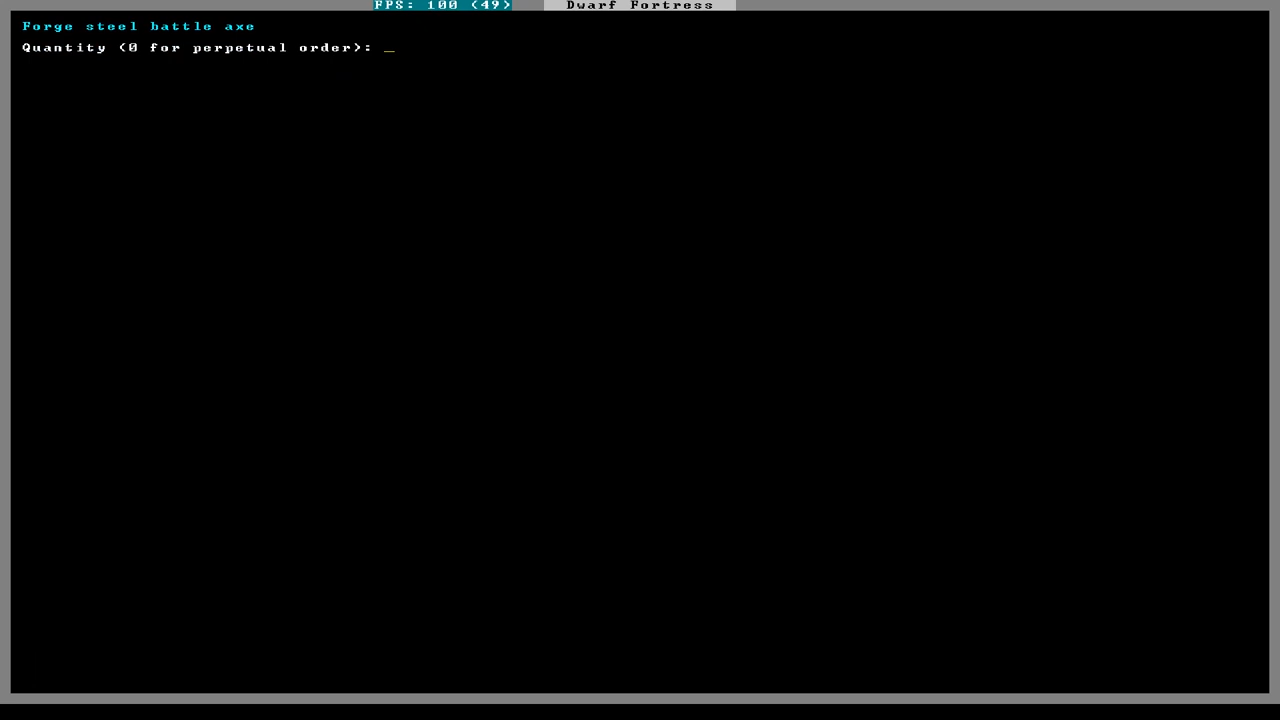 FPS: 100 (49) Dwarf Fortress
Forge steel battle axe
Quantity (0 for perpetual order): _